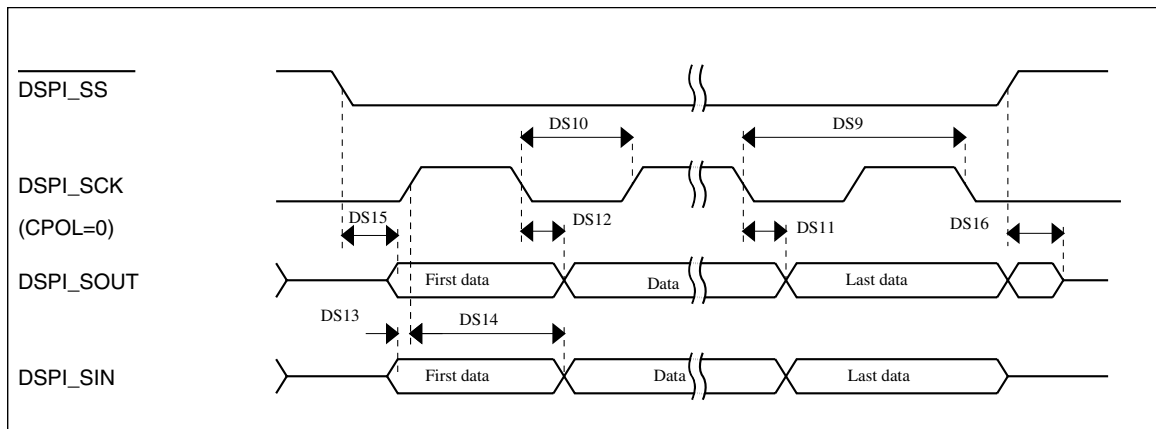 DSPI_SS
DS10
DS9
DSPI_SCK
(CPOL=0)
DS15
DS12
DS11
DS16
DSPI_SOUT
First data
Data
Last data
DS13
DS14
DSPI_SIN
First data
Data
Last data